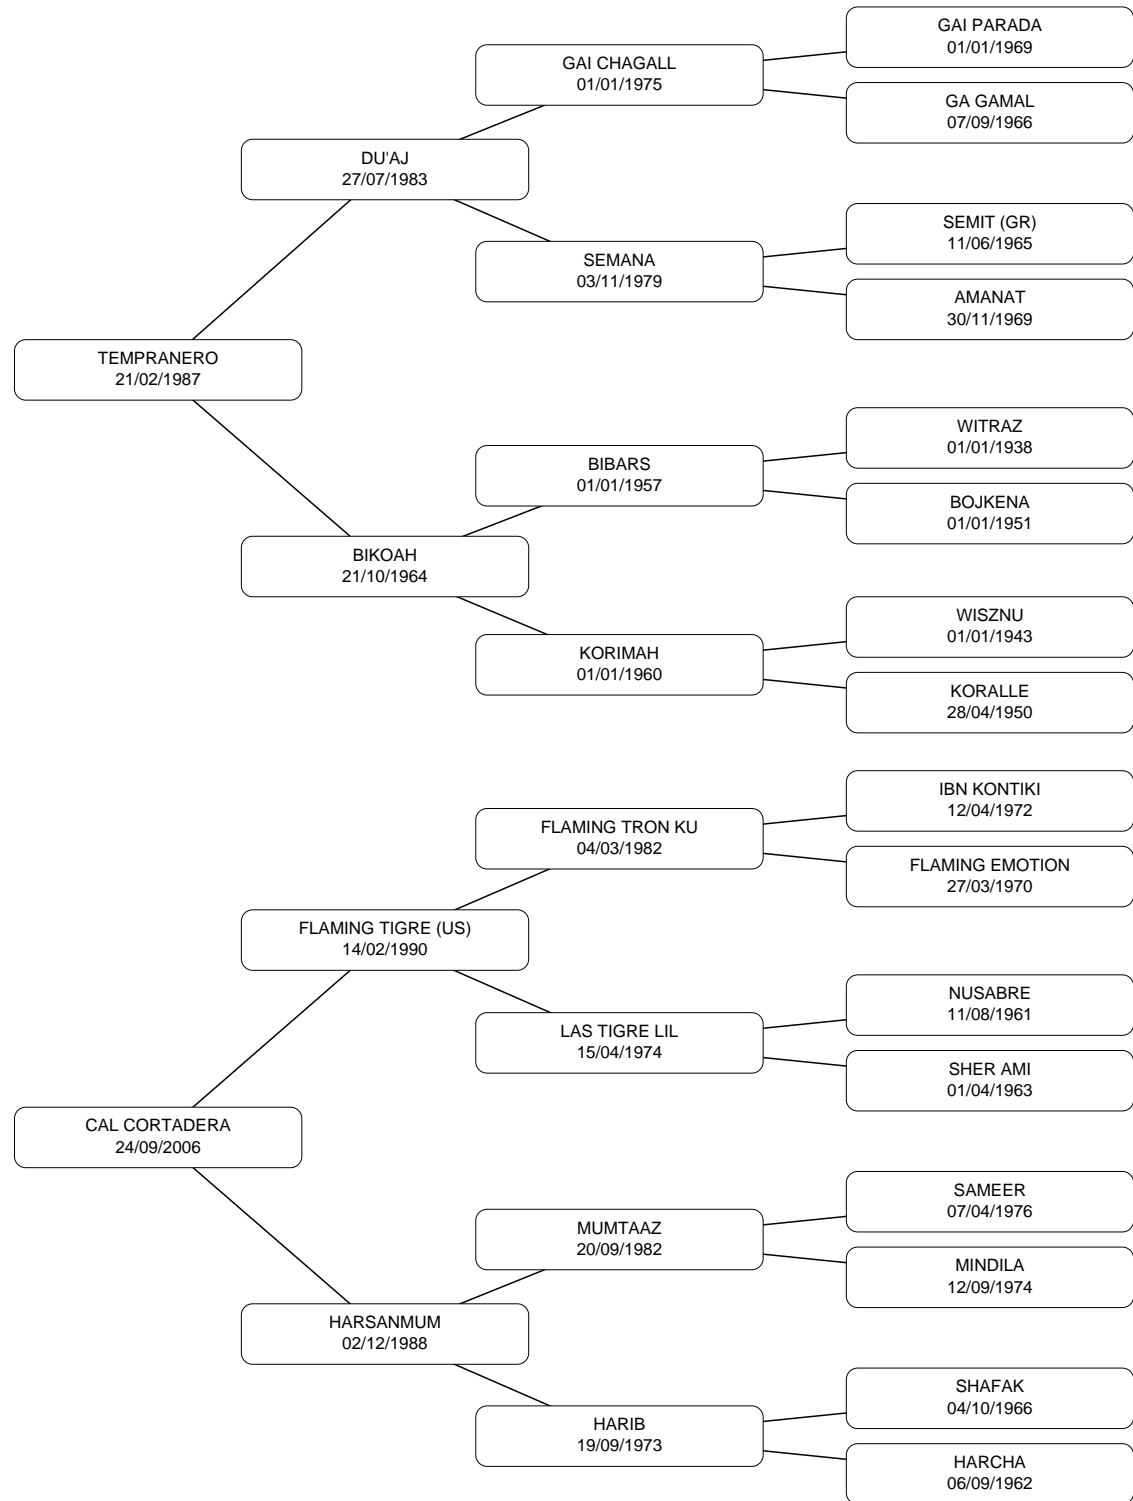 GAI PARADA
01/01/1969
GAI CHAGALL
01/01/1975
GA GAMAL
07/09/1966
DU'AJ
27/07/1983
SEMIT (GR)
11/06/1965
SEMANA
03/11/1979
AMANAT
30/11/1969
TEMPRANERO
21/02/1987
WITRAZ
01/01/1938
BIBARS
01/01/1957
BOJKENA
01/01/1951
BIKOAH
21/10/1964
WISZNU
01/01/1943
KORIMAH
01/01/1960
KORALLE
28/04/1950
IBN KONTIKI
12/04/1972
FLAMING TRON KU
04/03/1982
FLAMING EMOTION
27/03/1970
FLAMING TIGRE (US)
14/02/1990
NUSABRE
11/08/1961
LAS TIGRE LIL
15/04/1974
SHER AMI
01/04/1963
CAL CORTADERA
24/09/2006
SAMEER
07/04/1976
MUMTAAZ
20/09/1982
MINDILA
12/09/1974
HARSANMUM
02/12/1988
SHAFAK
04/10/1966
HARIB
19/09/1973
HARCHA
06/09/1962